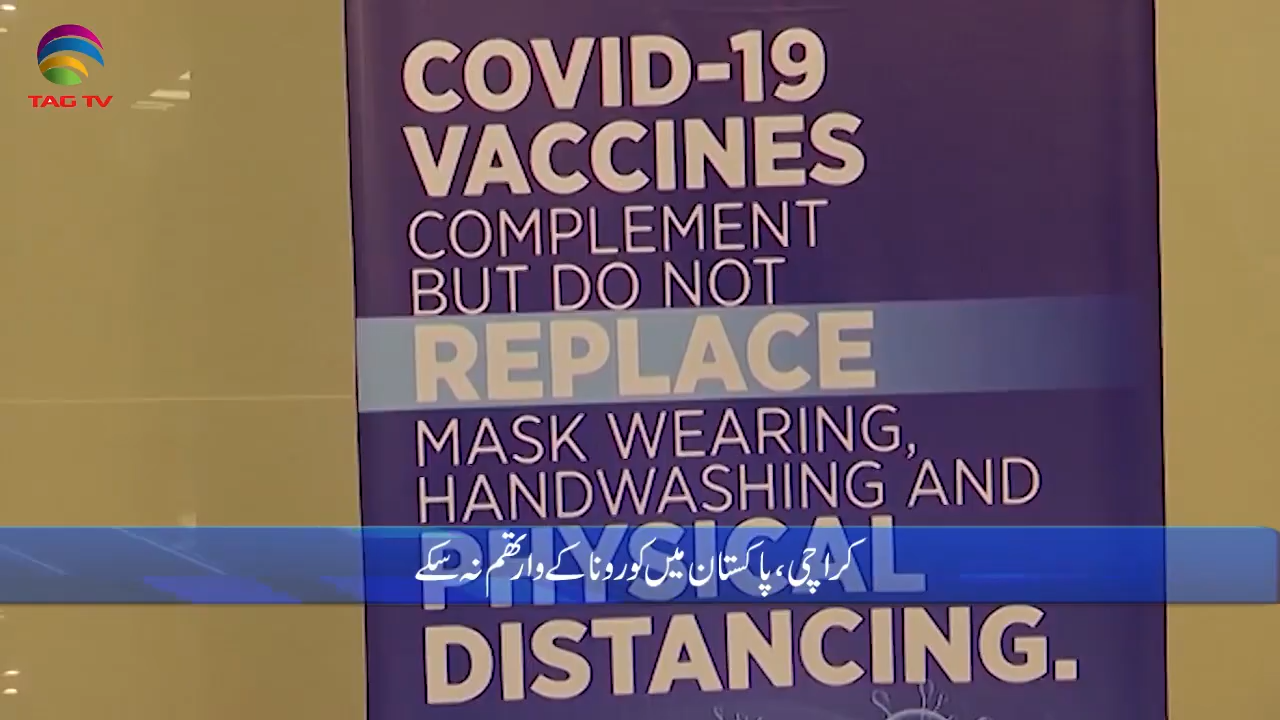 TAG TV
COVID-19
VACCINES
COMPLEMENT
BUT DO NOT
REPLACE
MASK WEARING,
HANDWASHING AND
PHYSICAL
کراچی، پاکستان میں کورونا کے وار تھم نہ سکے
DISTANCING.